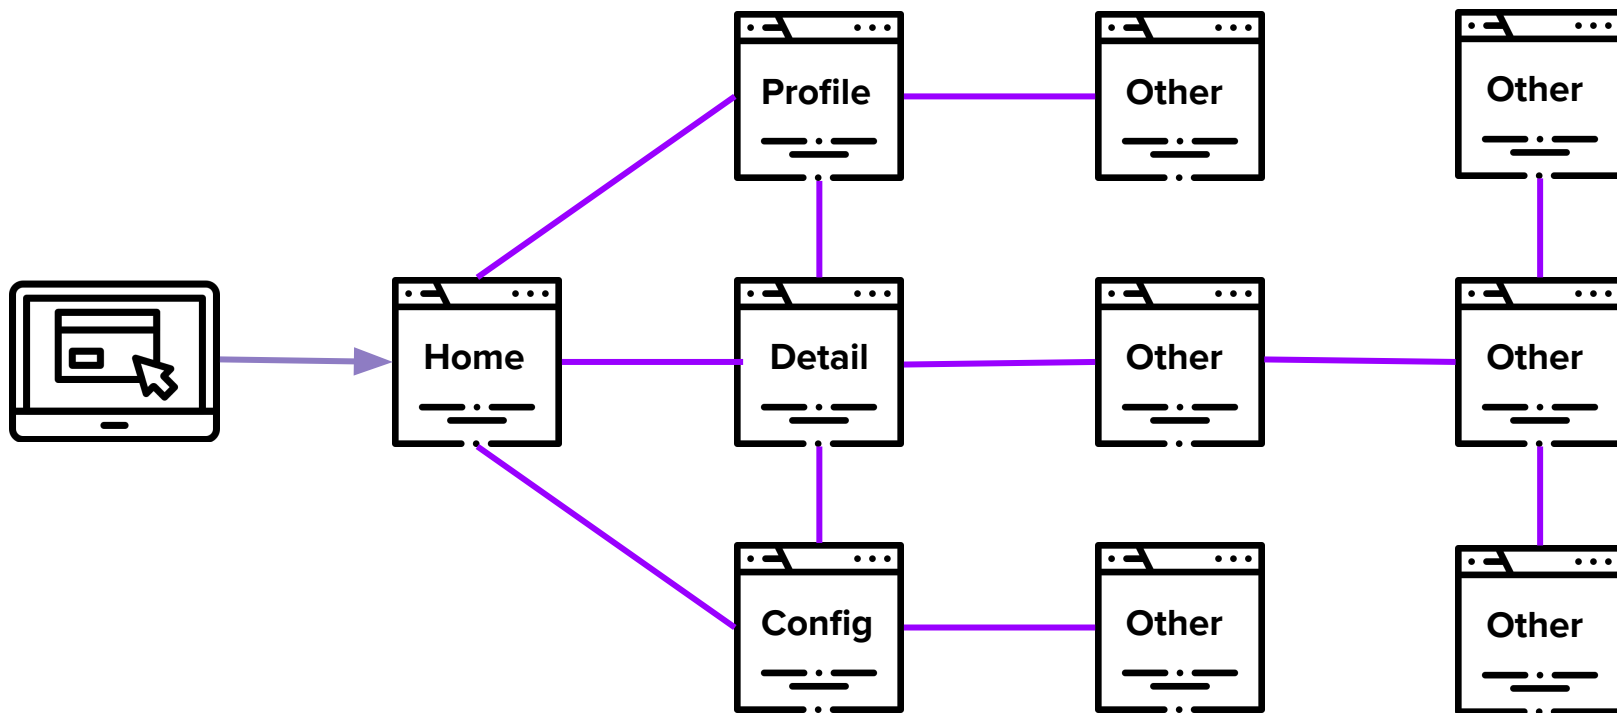 Profile
Other
Other
Home
Detail
Other
Other
Config
Other
Other